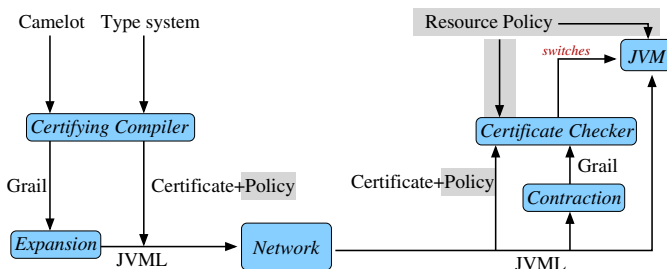 Camelot
Type system
Resource Policy
switches
JVM
Certifying Compiler
Certificate Checker
Grail
Certificate+Policy
Certificate+Policy
Grail
Contraction
Expansion
JVML
Network
JVML